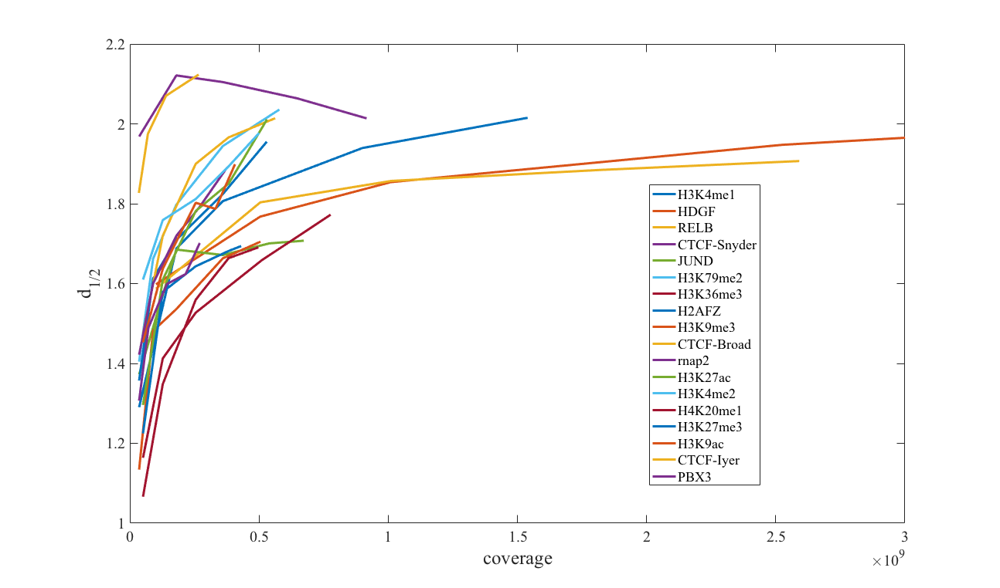 2.2
2
1.8
1.6
1.4
1.2
1
d1/2
H3K4me1
HDGF
RELB
CTCF-Snyder
JUND
H3K79me2
H3K36me3
H2AFZ
H3K9me3
CTCF-Broad
rnap2
H3K27ac
H3K4me2
H4K20me1
H3K27me3
H3K9ac
CTCF-Iyer
PBX3
0 0.5 1 1.5 2 2.5 3
coverage
×10^9